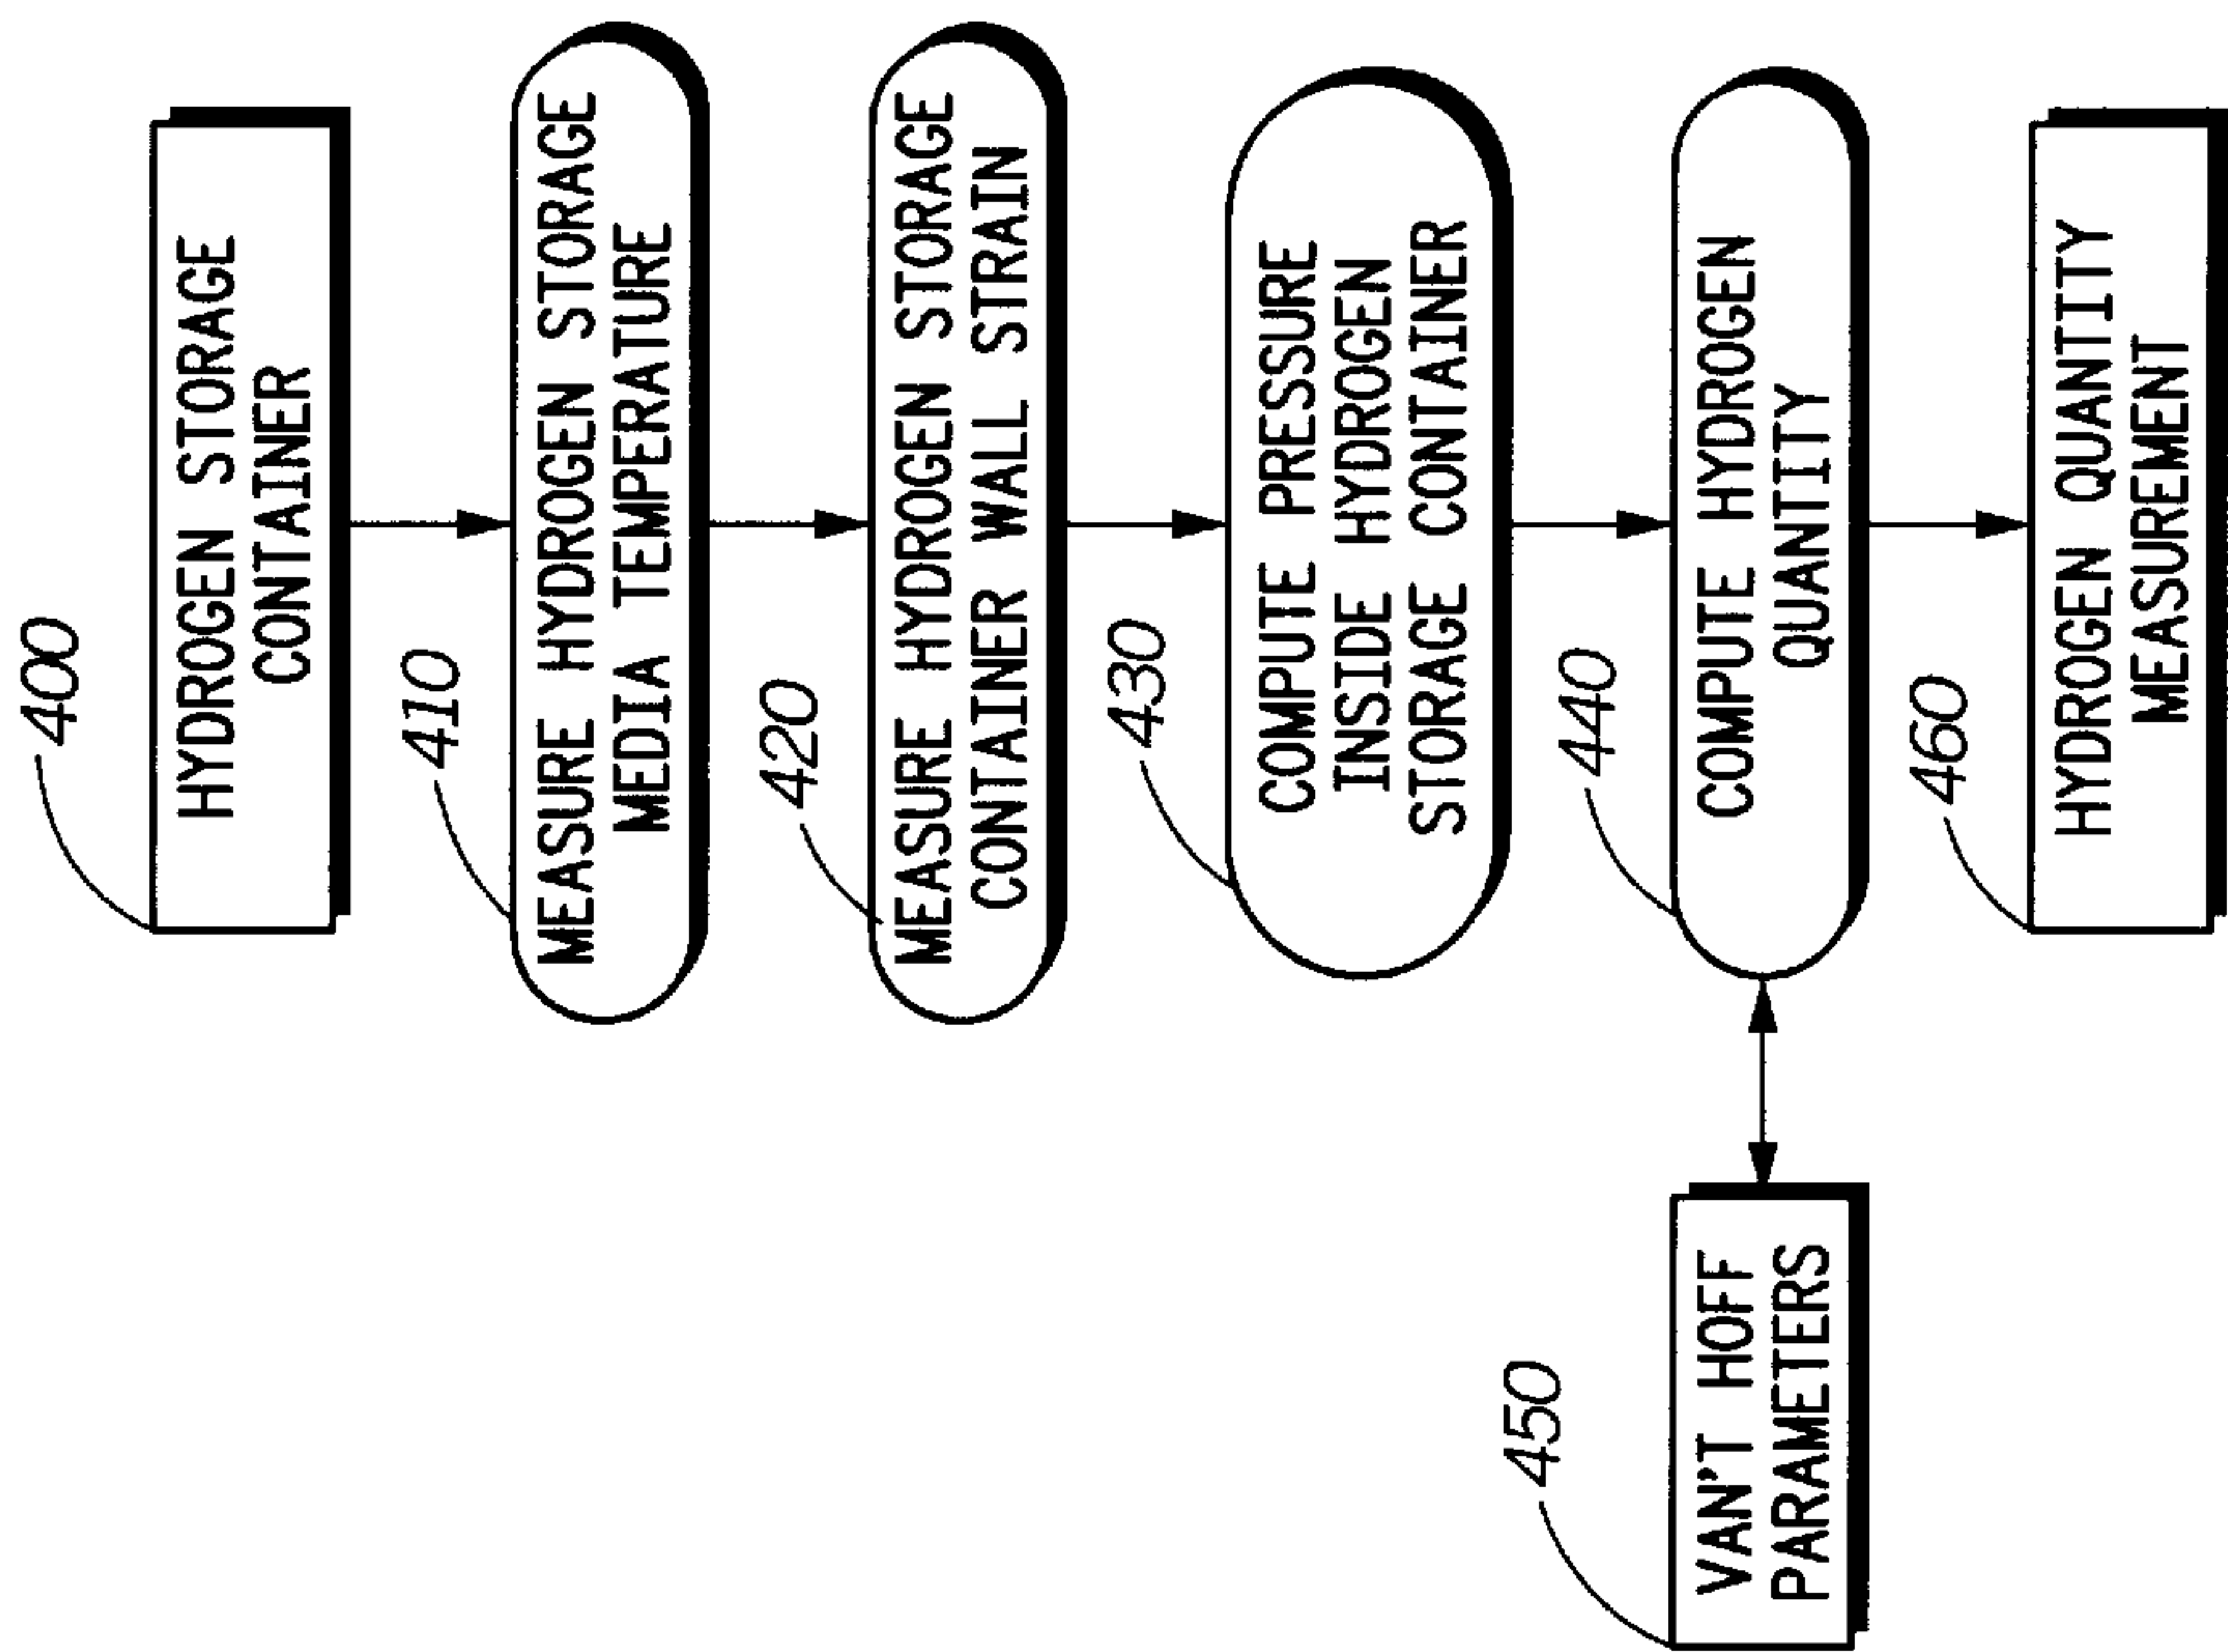 400
HYDROGEN STORAGE
CONTAINER
410
MEASURE HYDROGEN STORAGE
MEDIA TEMPERATURE
420
MEASURE HYDROGEN STORAGE
CONTAINER WALL STRAIN
430
COMPUTE PRESSURE
INSIDE HYDROGEN
STORAGE CONTAINER
440
COMPUTE HYDROGEN
QUANTITY
450
VAN'T HOFF
PARAMETERS
460
HYDROGEN QUANTITY
MEASUREMENT